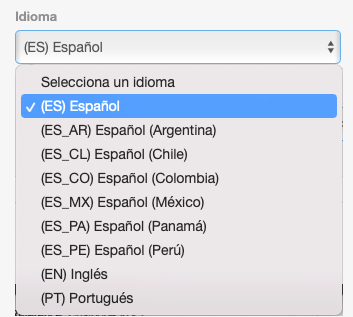 Idioma
(ES) Español
Selecciona un idioma
✓ (ES) Español
(ES_AR) Español (Argentina)
(ES_CL) Español (Chile)
(ES_CO) Español (Colombia)
(ES_MX) Español (México)
(ES_PA) Español (Panamá)
(ES_PE) Español (Perú)
(EN) Inglés
(PT) Portugués